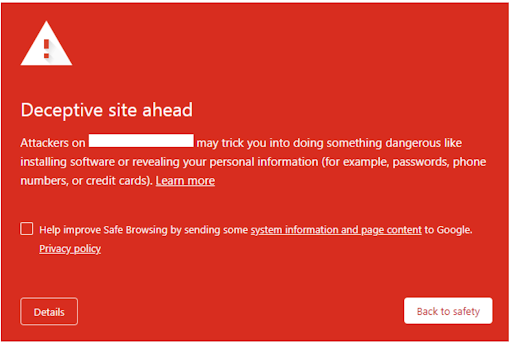 Deceptive site ahead
Attackers on may trick you into doing something dangerous like
installing software or revealing your personal information (for example, passwords, phone
numbers, or credit cards). Learn more
Help improve Safe Browsing by sending some system information and page content to Google.
Privacy policy
Details
Back to safety